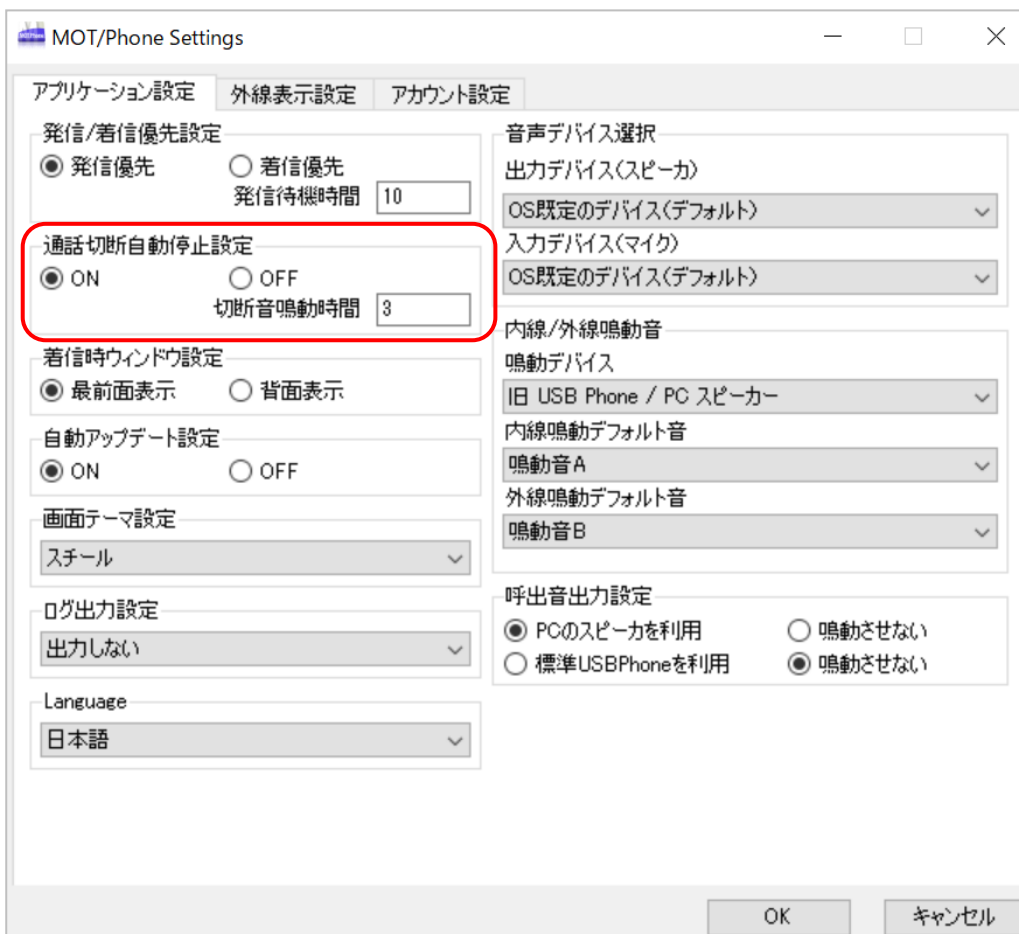 MOT/Phone Settings
アプリケーション設定 外線表示設定 アカウント設定
発信/着信優先設定
発信優先 着信優先
発信待機時間 10
通話切断自動停止設定
ON OFF
切断音鳴動時間 3
着信時ウィンドウ設定
最前面表示 背面表示
自動アップデート設定
ON OFF
画面テーマ設定
スチール
ログ出力設定
出力しない
Language
日本語
音声デバイス選択
出力デバイス(スピーカ)
OS既定のデバイス(デフォルト)
入力デバイス(マイク)
OS既定のデバイス(デフォルト)
内線/外線鳴動音
鳴動デバイス
旧 USB Phone / PC スピーカー
内線鳴動デフォルト音
鳴動音A
外線鳴動デフォルト音
鳴動音B
呼出音出力設定
PCのスピーカを利用 鳴動させない
標準USBPhoneを利用 鳴動させない
OK キャンセル